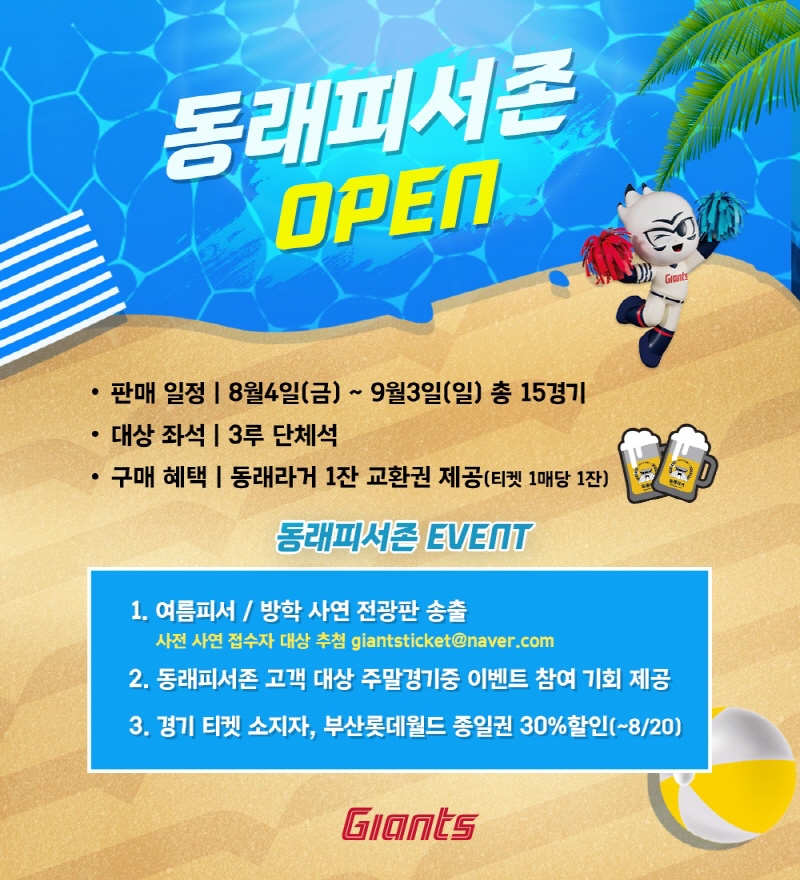 동래피서존
OPEN
Giants
• 판매 일정 | 8월4일(금) ~ 9월3일(일) 총 15경기
• 대상 좌석 | 3루 단체석
• 구매 혜택 | 동래라거 1잔 교환권 제공(티켓 1매당 1잔)
동래피서존 EVENT
1. 여름피서 / 방학 사연 전광판 송출
사전 사연 접수자 대상 추첨 giantsticket@naver.com
2. 동래피서존 고객 대상 주말경기중 이벤트 참여 기회 제공
3. 경기 티켓 소지자, 부산롯데월드 종일권 30%할인(~8/20)
Giants